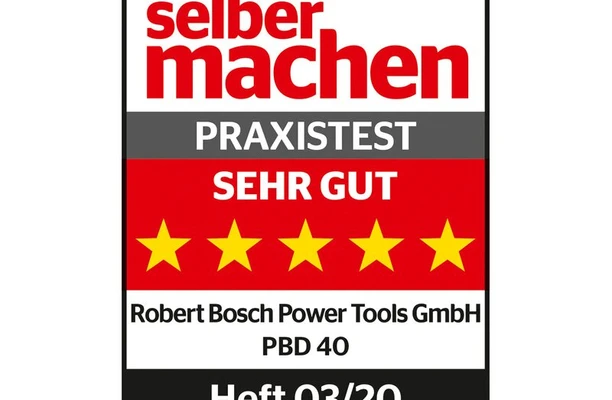 selber
machen
PRAXISTEST
SEHR GUT
Robert Bosch Power Tools GmbH
PBD 40
Heft 03/20